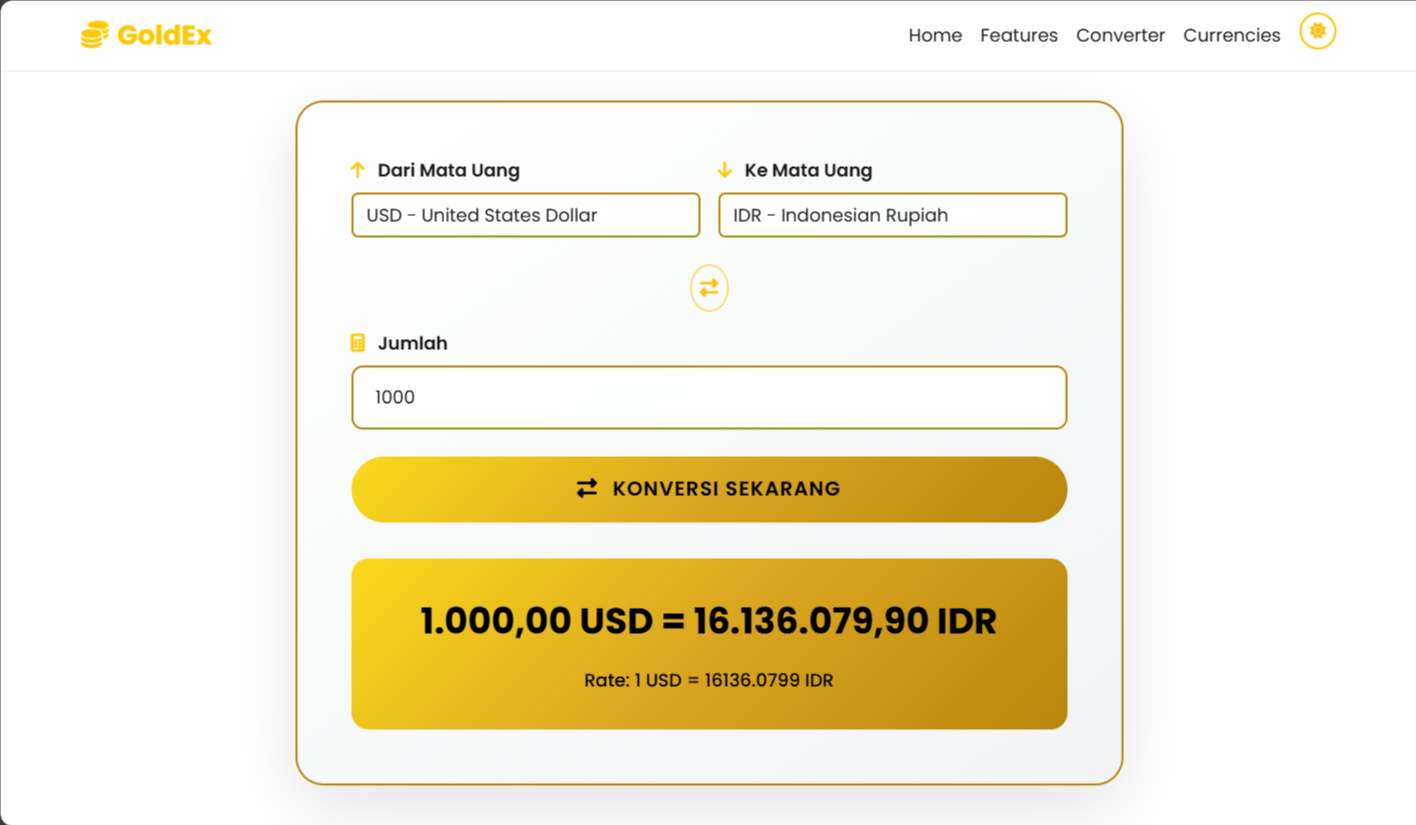 GoldEx
Home Features Converter Currencies
Dari Mata Uang
Ke Mata Uang
USD - United States Dollar
IDR - Indonesian Rupiah
Jumlah
1000
KONVERSI SEKARANG
1.000,00 USD = 16.136.079,90 IDR
Rate: 1 USD = 16136.0799 IDR